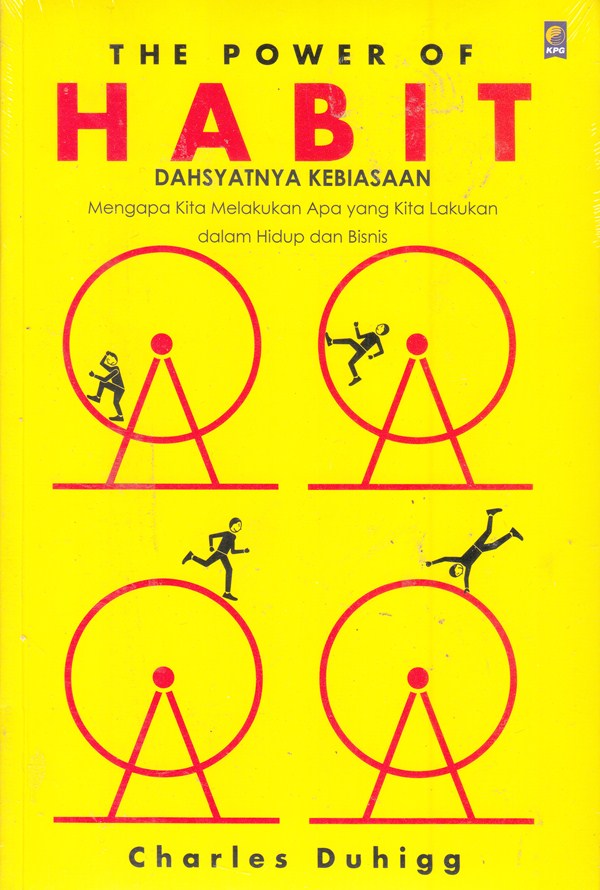 KPG
THE POWER OF
HABIT
DAHSYATNYA KEBIASAAN
Mengapa Kita Melakukan Apa yang Kita Lakukan
dalam Hidup dan Bisnis
Charles Duhigg